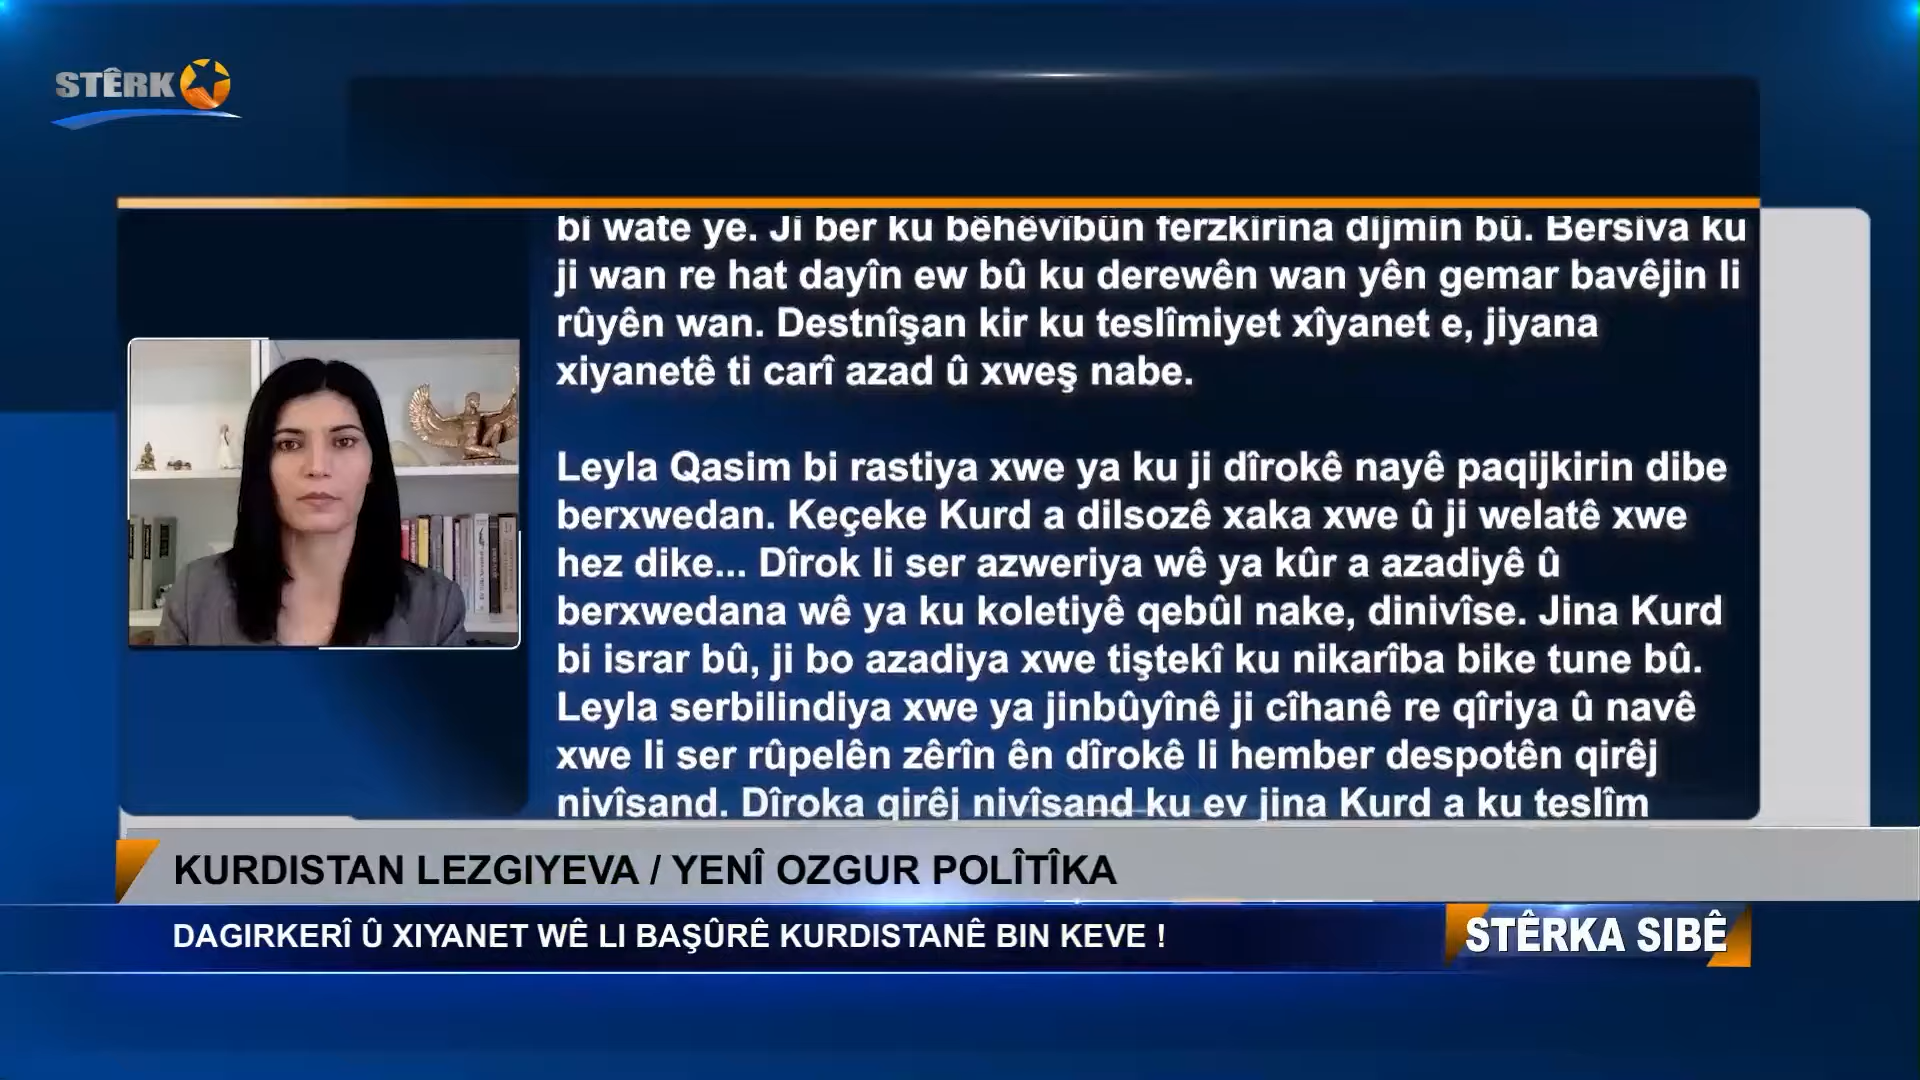 STÊRK
bi wate ye. Ji ber ku bêhêvîbûn ferzkirina dijmin bû. Bersiva ku
ji wan re hat dayîn ew bû ku derewên wan yên gemar bavêjin li
rûyên wan. Destnîşan kir ku teslîmiyet xîyanet e, jiyana
xiyanetê ti carî azad û xweş nabe.
Leyla Qasim bi rastiya xwe ya ku ji dîrokê nayê paqijkirin dibe
berxwedan. Keçeke Kurd a dilsozê xaka xwe û ji welatê xwe
hez dike... Dîrok li ser azweriya wê ya kûr a azadiyê û
berxwedana wê ya ku koletiyê qebûl nake, dinivîse. Jina Kurd
bi israr bû, ji bo azadiya xwe tiştekî ku nikarîba bike tune bû.
Leyla serbilindiya xwe ya jinbûyînê ji cîhanê re qîriya û navê
xwe li ser rûpelên zêrîn ên dîrokê li hember despotên qirêj
nivîsand. Dîroka qirêj nivîsand ku ev jina Kurd a ku teslîm
KURDISTAN LEZGIYEVA / YENÎ OZGUR POLÎTÎKA
DAGIRKERÎ Û XIYANET WÊ LI BAŞÛRÊ KURDISTANÊ BIN KEVE !
STÊRKA SIBÊ